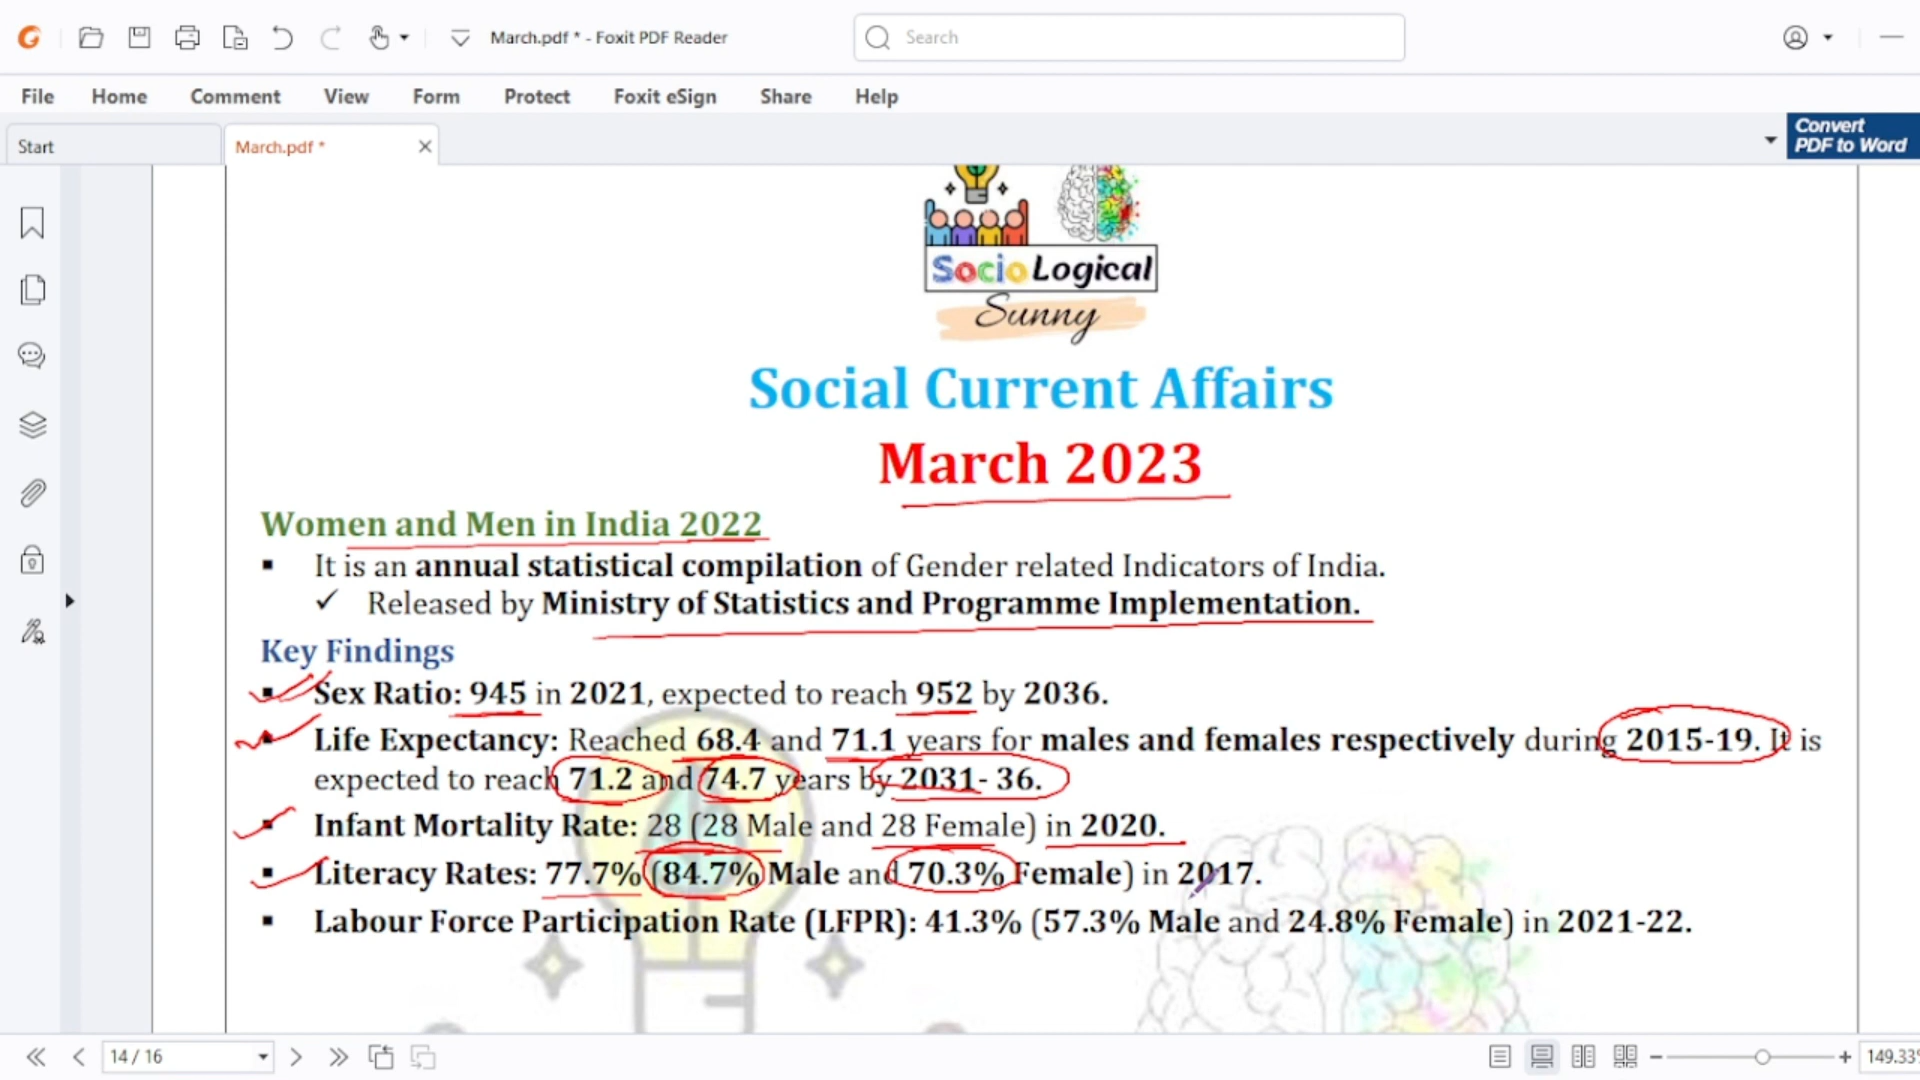 March.pdf * - Foxit PDF Reader
Search
File Home Comment View Form Protect Foxit eSign Share Help
Start
March.pdf *
Convert
PDF to Word
Socio Logical
Sunny
Social Current Affairs
March 2023
Women and Men in India 2022
▪ It is an annual statistical compilation of Gender related Indicators of India.
✓ Released by Ministry of Statistics and Programme Implementation.
Key Findings
▪ Sex Ratio: 945 in 2021, expected to reach 952 by 2036.
▪ Life Expectancy: Reached 68.4 and 71.1 years for males and females respectively during 2015-19. It is
expected to reach 71.2 and 74.7 years by 2031- 36.
▪ Infant Mortality Rate: 28 (28 Male and 28 Female) in 2020.
▪ Literacy Rates: 77.7% (84.7% Male and 70.3% Female) in 2017.
▪ Labour Force Participation Rate (LFPR): 41.3% (57.3% Male and 24.8% Female) in 2021-22.
14 / 16
149.33%